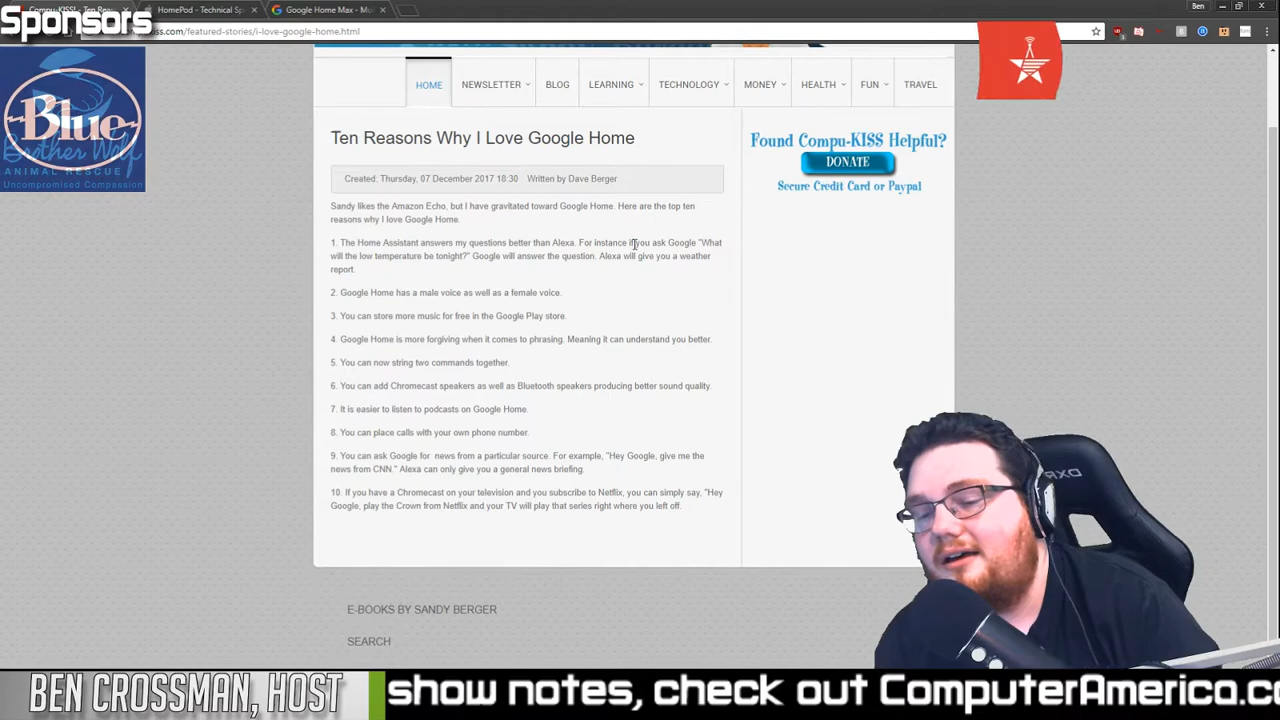 Sponsors
Compu-KISS! - Ten Rea
HomePod - Technical Sp
Google Home Max - Mu
Ben
ss.com/featured-stories/i-love-google-home.html
HOME
NEWSLETTER
BLOG
LEARNING
TECHNOLOGY
MONEY
HEALTH
FUN
TRAVEL
Blue
Brother Wolf
ANIMAL RESCUE
Uncompromised Compassion
Ten Reasons Why I Love Google Home
Created: Thursday, 07 December 2017 18:30 Written by Dave Berger
Sandy likes the Amazon Echo, but I have gravitated toward Google Home. Here are the top ten
reasons why I love Google Home.
1. The Home Assistant answers my questions better than Alexa. For instance if you ask Google "What
will the low temperature be tonight?" Google will answer the question. Alexa will give you a weather
report.
2. Google Home has a male voice as well as a female voice.
3. You can store more music for free in the Google Play store.
4. Google Home is more forgiving when it comes to phrasing. Meaning it can understand you better.
5. You can now string two commands together.
6. You can add Chromecast speakers as well as Bluetooth speakers producing better sound quality.
7. It is easier to listen to podcasts on Google Home.
8. You can place calls with your own phone number.
9. You can ask Google for news from a particular source. For example, "Hey Google, give me the
news from CNN." Alexa can only give you a general news briefing.
10. If you have a Chromecast on your television and you subscribe to Netflix, you can simply say, "Hey
Google, play the Crown from Netflix and your TV will play that series right where you left off.
Found Compu-KISS Helpful?
DONATE
Secure Credit Card or Paypal
E-BOOKS BY SANDY BERGER
SEARCH
BEN CROSSMAN, HOST
show notes, check out ComputerAmerica.c